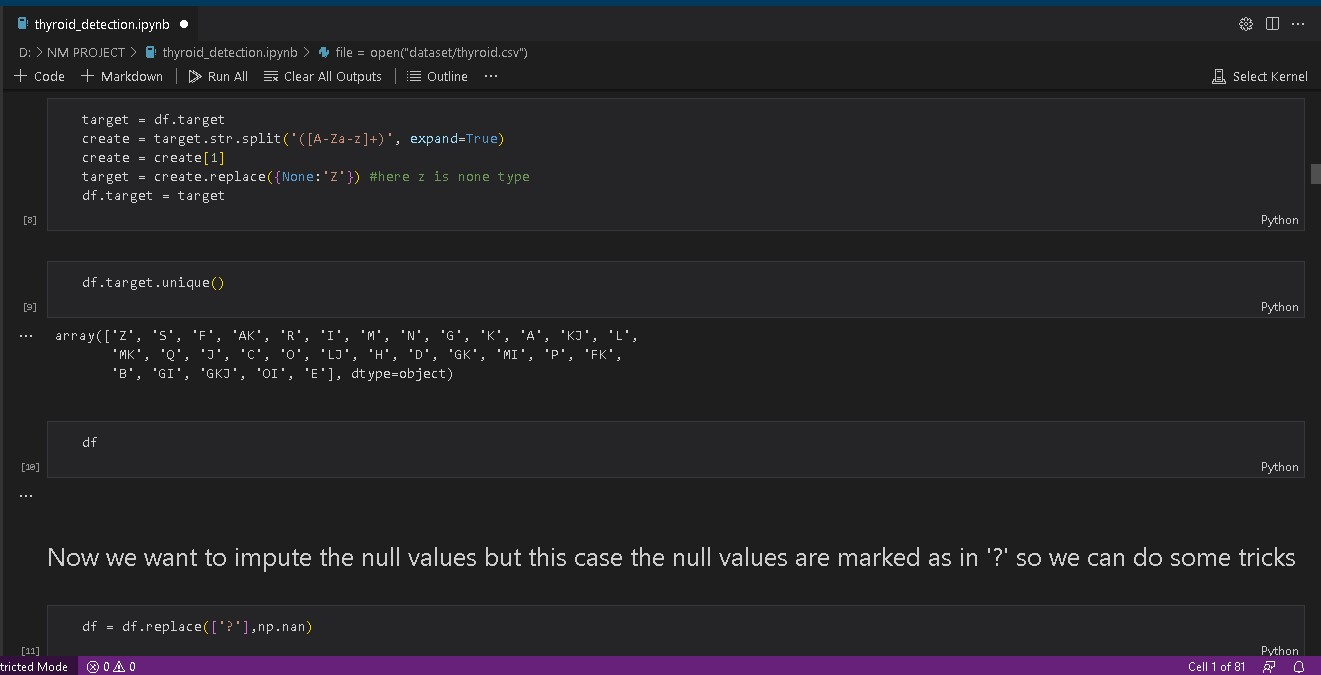 thyroid_detection.ipynb ●
D: > NM PROJECT > thyroid_detection.ipynb > file = open("dataset/thyroid.csv")
+ Code + Markdown | Run All Clear All Outputs | Outline ... Select Kernel
target = df.target
create = target.str.split('([A-Za-z]+)', expand=True)
create = create[1]
target = create.replace({None:'Z'}) #here z is none type
df.target = target
[8] Python
df.target.unique()
[9] Python
... array(['Z', 'S', 'F', 'AK', 'R', 'I', 'M', 'N', 'G', 'K', 'A', 'KJ', 'L',
'MK', 'Q', 'J', 'C', 'O', 'LJ', 'H', 'D', 'GK', 'MI', 'P', 'FK',
'B', 'GI', 'GKJ', 'OI', 'E'], dtype=object)
df
[10] Python
...
Now we want to impute the null values but this case the null values are marked as in '?' so we can do some tricks
df = df.replace(['?'],np.nan)
[11] Python
tricted Mode 0 0 Cell 1 of 81